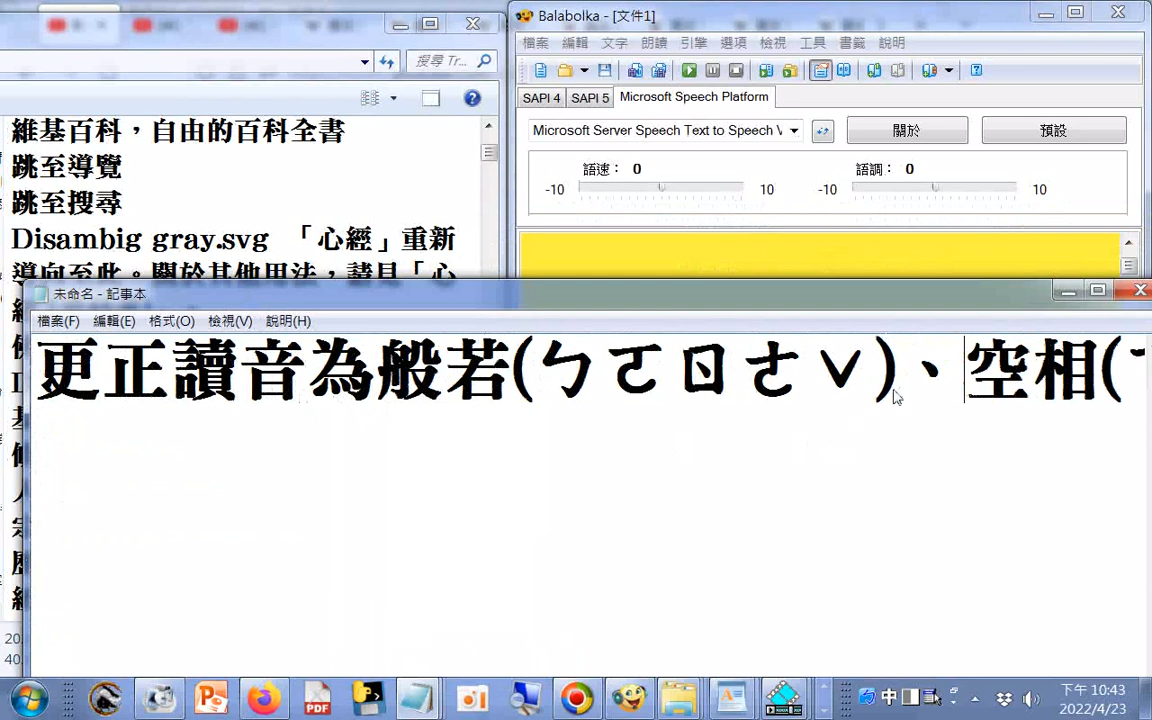 Balabolka - [文件1]
搜尋 Tr...
檔案 編輯 文字 朗讀 引擎 選項 檢視 工具 書籤 說明
SAPI 4 SAPI 5 Microsoft Speech Platform
Microsoft Server Speech Text to Speech
關於 預設
語速： 0 語調： 0
-10 10 -10 10
維基百科，自由的百科全書
跳至導覽
跳至搜尋
Disambig gray.svg 「心經」重新
導向至此。關於其他用法，請見「心
未命名 - 記事本
檔案(F) 編輯(E) 格式(O) 檢視(V) 說明(H)
更正讀音為般若(ㄅㄛㄖㄜˇ)、空相(
20.
40.
中
下午 10:43
2022/4/23